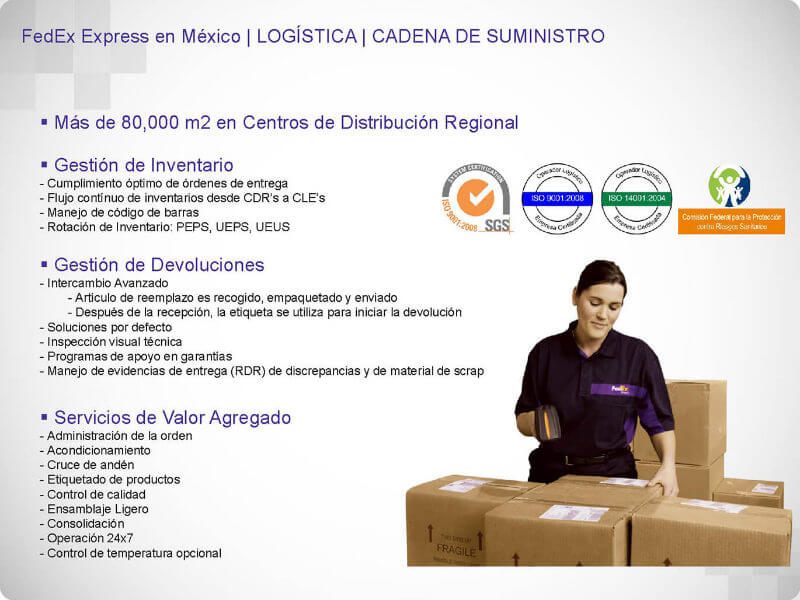 FedEx Express en México | LOGÍSTICA | CADENA DE SUMINISTRO
▪ Más de 80,000 m2 en Centros de Distribución Regional
▪ Gestión de Inventario
- Cumplimiento óptimo de órdenes de entrega
- Flujo contínuo de inventarios desde CDR's a CLE's
- Manejo de código de barras
- Rotación de Inventario: PEPS, UEPS, UEUS
SYSTEM CERTIFICATION
ISO 9001:2008
SGS
Operador Logístico
ISO 9001:2008
Empresa Certificada
Operador Logístico
ISO 14001:2004
Empresa Certificada
Comisión Federal para la Protección
contra Riesgos Sanitarios
▪ Gestión de Devoluciones
- Intercambio Avanzado
- Articulo de reemplazo es recogido, empaquetado y enviado
- Después de la recepción, la etiqueta se utiliza para iniciar la devolución
- Soluciones por defecto
- Inspección visual técnica
- Programas de apoyo en garantías
- Manejo de evidencias de entrega (RDR) de discrepancias y de material de scrap
▪ Servicios de Valor Agregado
- Administración de la orden
- Acondicionamiento
- Cruce de andén
- Etiquetado de productos
- Control de calidad
- Ensamblaje Ligero
- Consolidación
- Operación 24x7
- Control de temperatura opcional
FedEx
THIS SIDE UP
FRAGILE